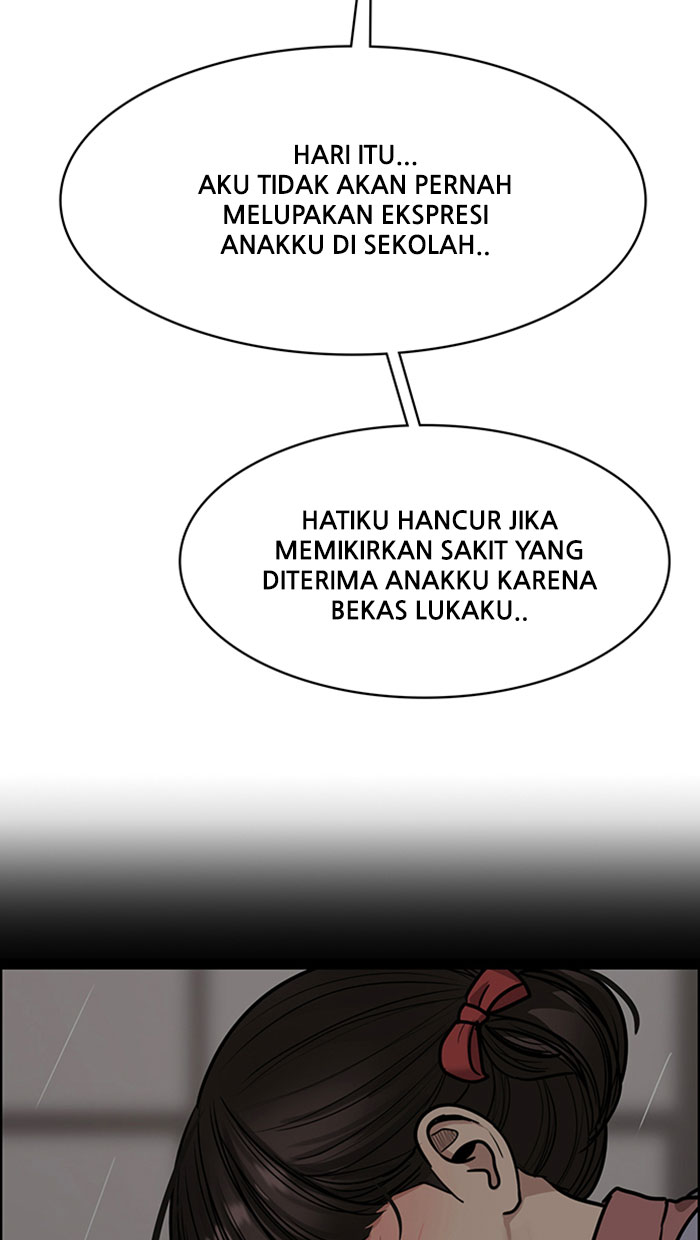 HARI ITU...
AKU TIDAK AKAN PERNAH
MELUPAKAN EKSPRESI
ANAKKU DI SEKOLAH..
HATIKU HANCUR JIKA
MEMIKIRKAN SAKIT YANG
DITERIMA ANAKKU KARENA
BEKAS LUKAKU..